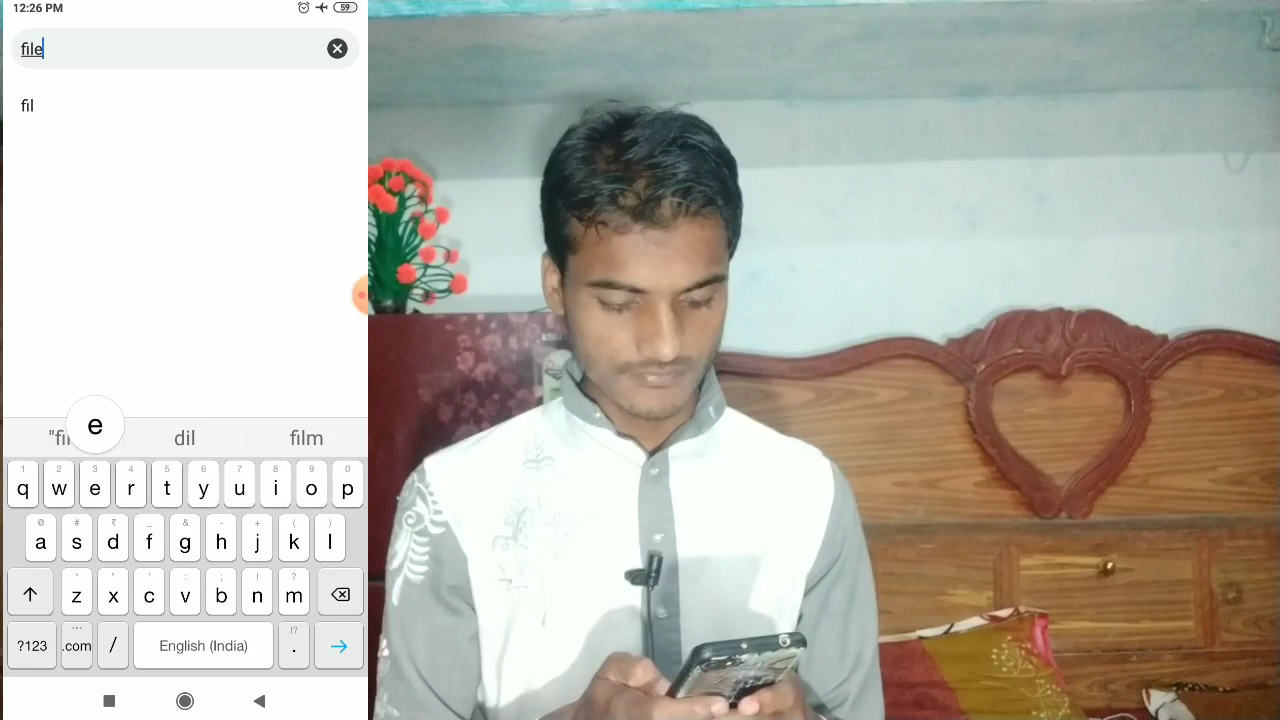 12:26 PM 59
file
fil
"fil dil film
e
1 2 3 4 5 6 7 8 9 0
q w e r t y u i o p
@ # ₹ _ & - + ( )
a s d f g h j k l
* " ' : ; ! ?
z x c v b n m
?123 .com / English (India) !? .